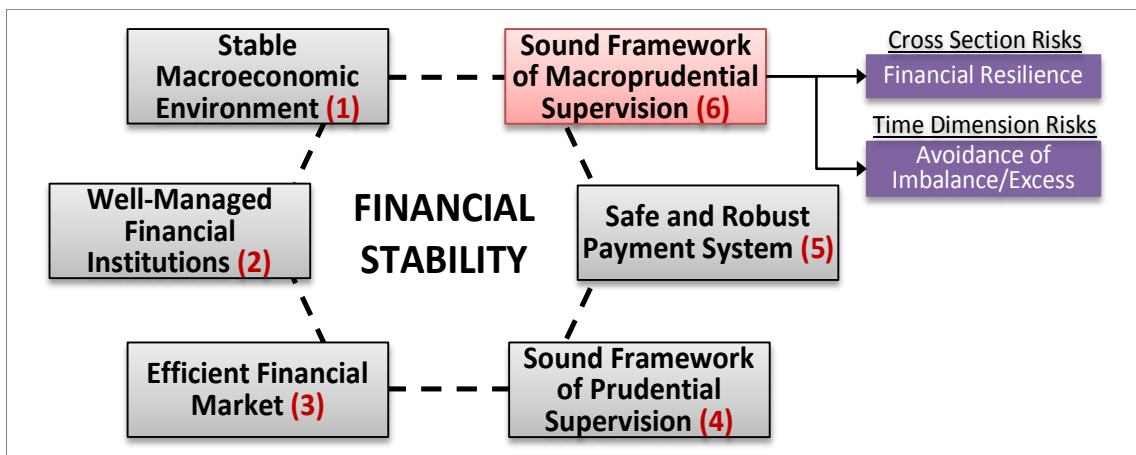 Stable
Macroeconomic
Environment (1)
Sound Framework
of Macroprudential
Supervision (6)
Cross Section Risks
Financial Resilience
Time Dimension Risks
Avoidance of
Imbalance/Excess
Well-Managed
Financial
Institutions (2)
FINANCIAL
STABILITY
Safe and Robust
Payment System (5)
Efficient Financial
Market (3)
Sound Framework
of Prudential
Supervision (4)